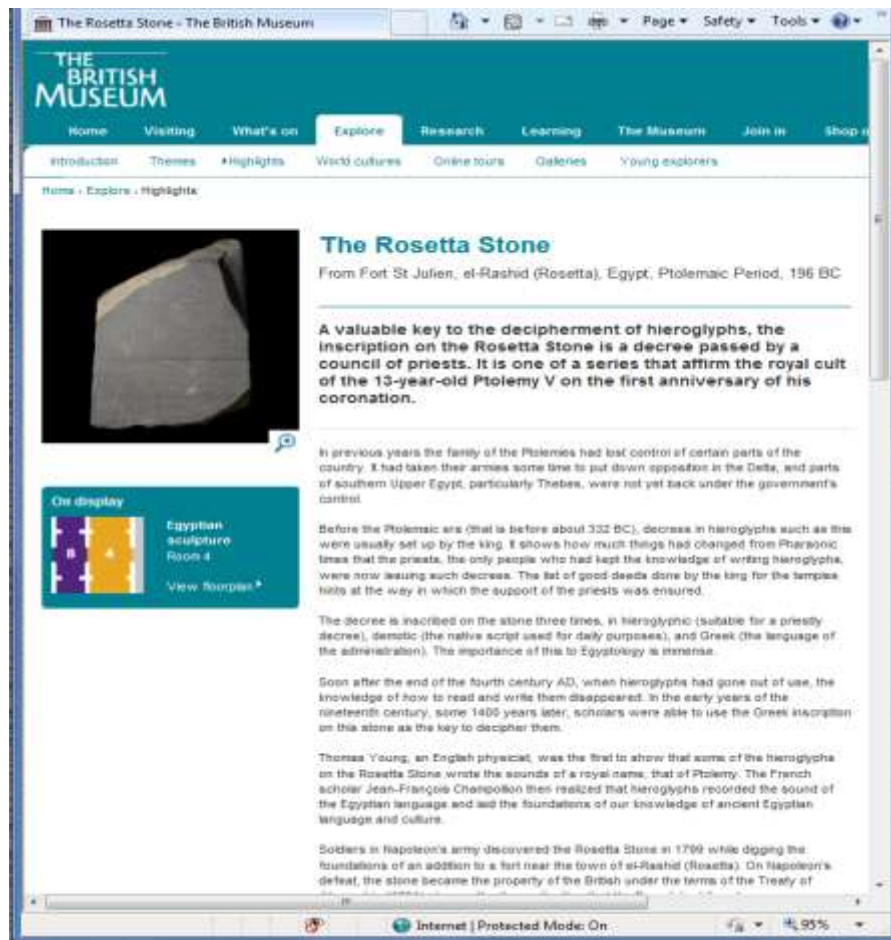 The Rosetta Stone - The British Museum
Page Safety Tools
THE
BRITISH
MUSEUM
Home Visiting What's on Explore Research Learning The Museum Join in Shop
Introduction Themes Highlights World cultures Online tours Galleries Young explorers
Home › Explore › Highlights
The Rosetta Stone
From Fort St Julien, el-Rashid (Rosetta), Egypt, Ptolemaic Period, 196 BC
A valuable key to the decipherment of hieroglyphs, the
inscription on the Rosetta Stone is a decree passed by a
council of priests. It is one of a series that affirm the royal cult
of the 13-year-old Ptolemy V on the first anniversary of his
coronation.
In previous years the family of the Ptolemies had lost control of certain parts of the
country. It had taken their armies some time to put down opposition in the Delta, and parts
of southern Upper Egypt, particularly Thebes, were not yet back under the government's
control.
Before the Ptolemaic era (that is before about 332 BC), decrees in hieroglyphs such as this
were usually set up by the king. It shows how much things had changed from Pharaonic
times that the priests, the only people who had kept the knowledge of writing hieroglyphs,
were now issuing such decrees. The list of good deeds done by the king for the temples
hints at the way in which the support of the priests was ensured.
The decree is inscribed on the stone three times, in hieroglyphic (suitable for a priestly
decree), demotic (the native script used for daily purposes), and Greek (the language of
the administration). The importance of this to Egyptology is immense.
Soon after the end of the fourth century AD, when hieroglyphs had gone out of use, the
knowledge of how to read and write them disappeared. In the early years of the
nineteenth century, some 1400 years later, scholars were able to use the Greek inscription
on this stone as the key to decipher them.
Thomas Young, an English physicist, was the first to show that some of the hieroglyphs
on the Rosetta Stone wrote the sounds of a royal name, that of Ptolemy. The French
scholar Jean-François Champollion then realized that hieroglyphs recorded the sound of
the Egyptian language and laid the foundations of our knowledge of ancient Egyptian
language and culture.
Soldiers in Napoleon's army discovered the Rosetta Stone in 1799 while digging the
foundations of an addition to a fort near the town of el-Rashid (Rosetta). On Napoleon's
defeat, the stone became the property of the British under the terms of the Treaty of
On display
8 4
Egyptian
sculpture
Room 4
View floorplan
Internet | Protected Mode: On
95%